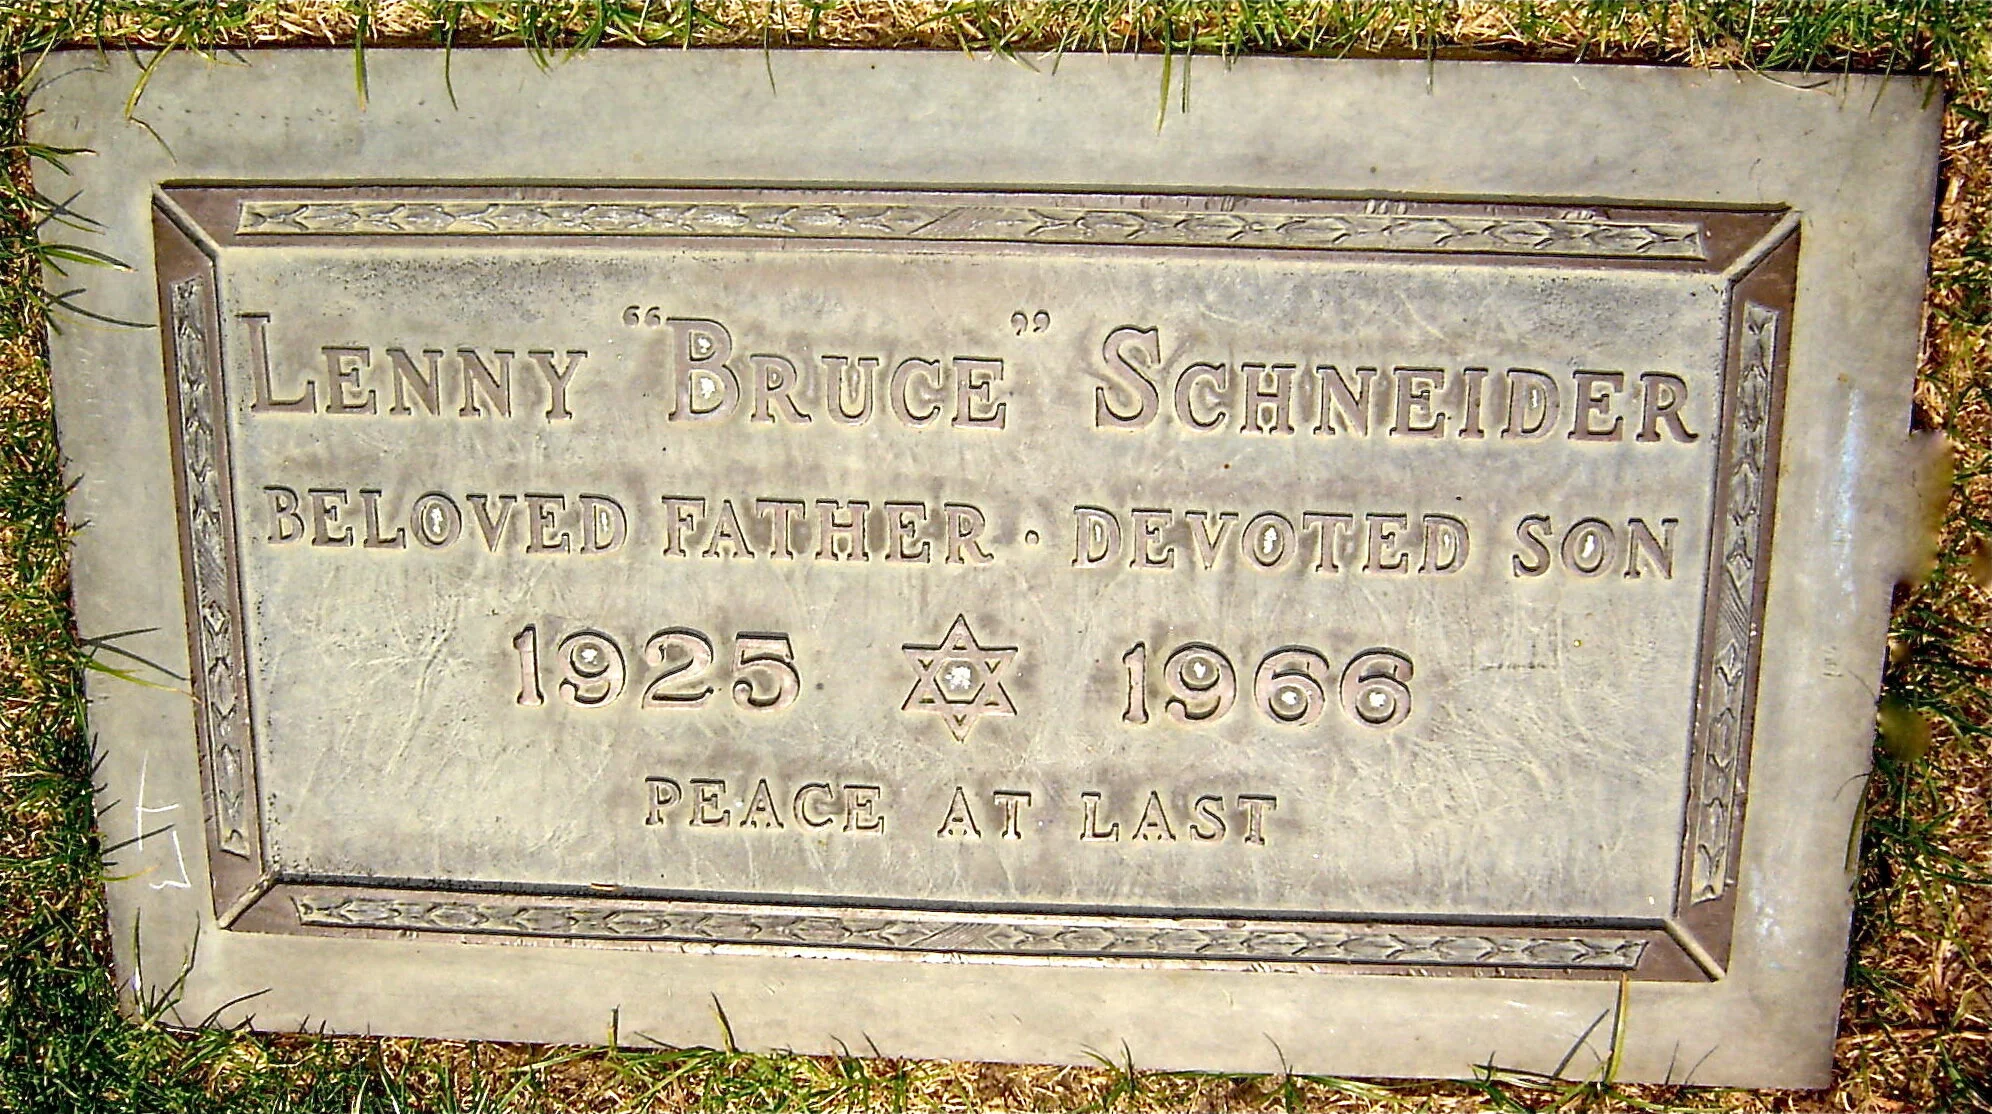 LENNY “BRUCE” SCHNEIDER
BELOVED FATHER · DEVOTED SON
1925 ✡ 1966
PEACE AT LAST